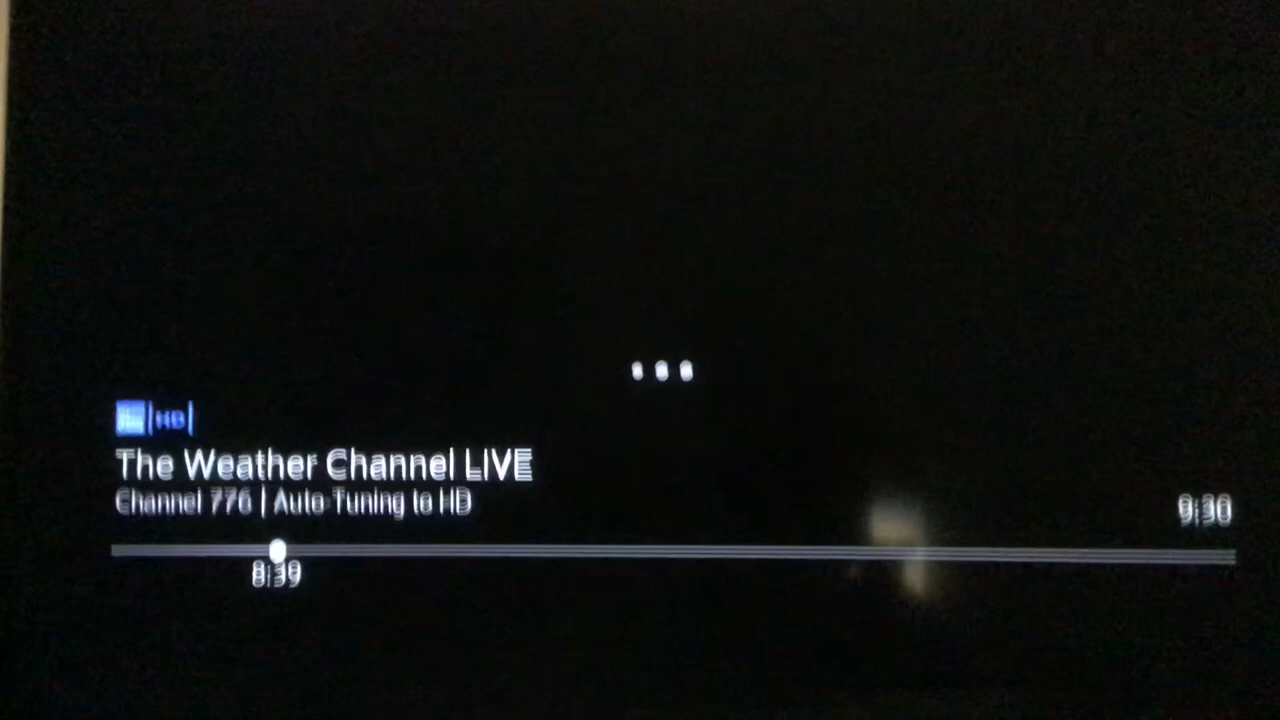 HD
The Weather Channel LIVE
Channel 776 | Auto Tuning to HD
9:30
8:39